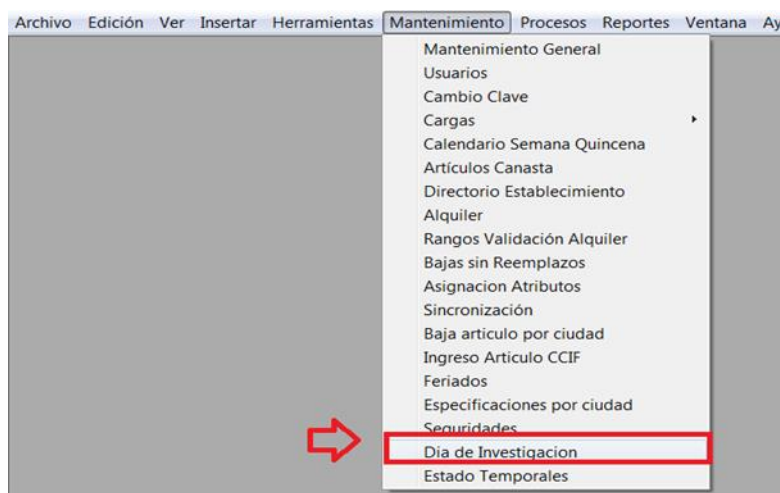 Archivo Edición Ver Insertar Herramientas Mantenimiento Procesos Reportes Ventana Ay
Mantenimiento General
Usuarios
Cambio Clave
Cargas
Calendario Semana Quincena
Artículos Canasta
Directorio Establecimiento
Alquiler
Rangos Validación Alquiler
Bajas sin Reemplazos
Asignacion Atributos
Sincronización
Baja articulo por ciudad
Ingreso Articulo CCIF
Feriados
Especificaciones por ciudad
Seguridades
Dia de Investigacion
Estado Temporales